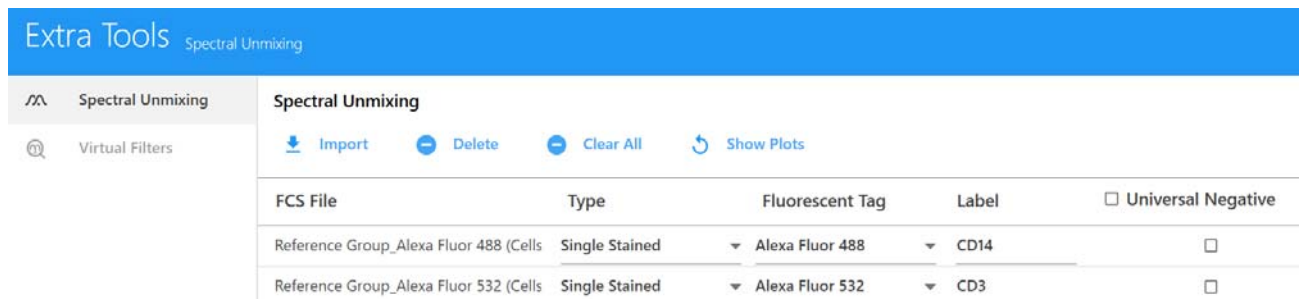 Extra Tools Spectral Unmixing
Spectral Unmixing
Virtual Filters
Spectral Unmixing
Import Delete Clear All Show Plots
FCS File Type Fluorescent Tag Label Universal Negative
Reference Group_Alexa Fluor 488 (Cells Single Stained Alexa Fluor 488 CD14
Reference Group_Alexa Fluor 532 (Cells Single Stained Alexa Fluor 532 CD3